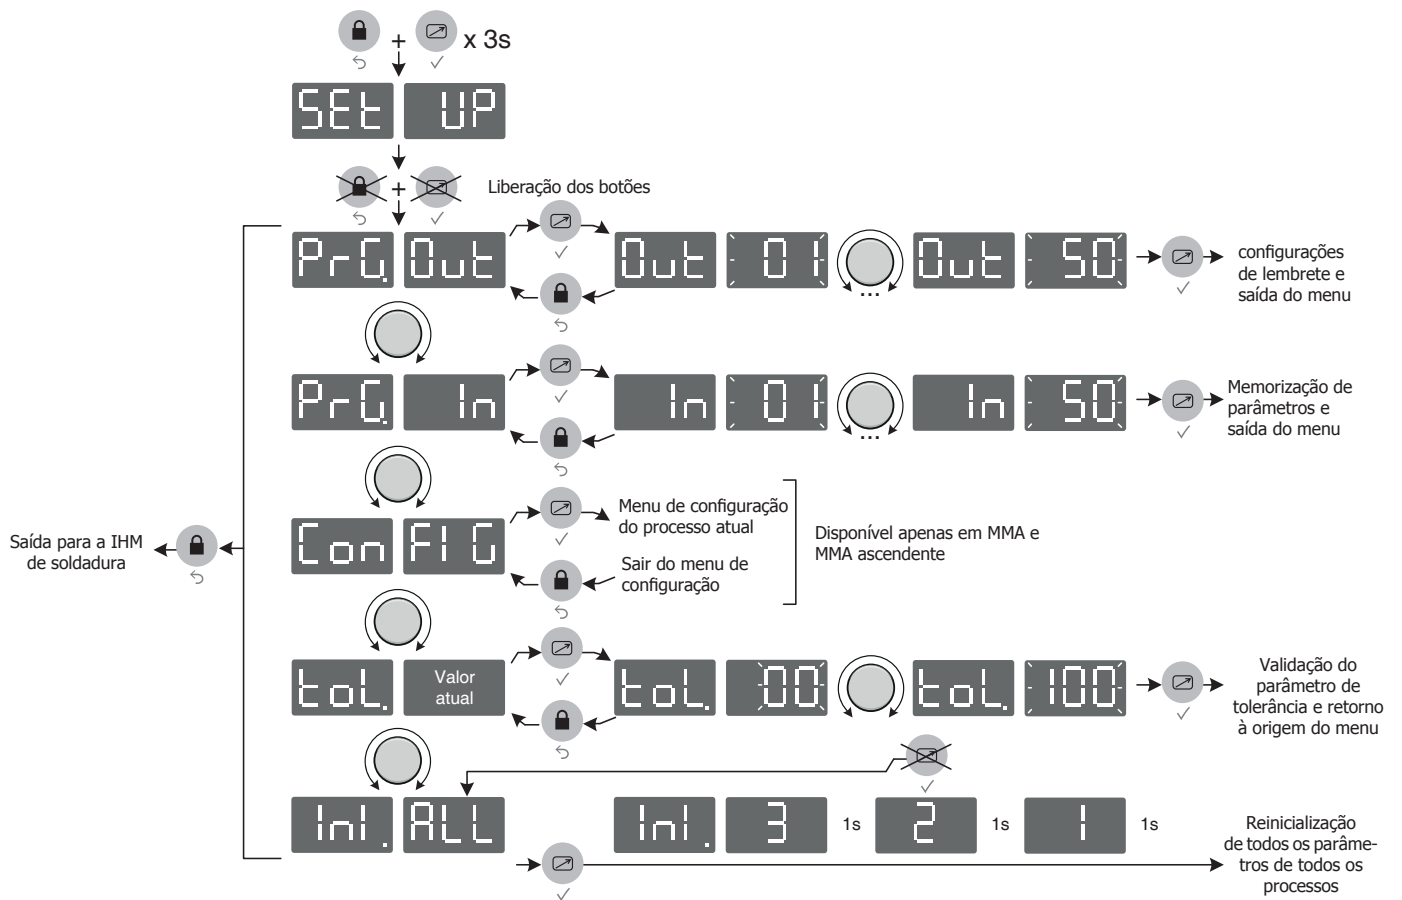 + x 3s
SEt UP
+ Liberação dos botões
PrG. Out Out 01 ... Out 50
configurações
de lembrete e
saída do menu
PrG. In In 01 ... In 50
Memorização de
parâmetros e
saída do menu
Con FIG
Menu de configuração
do processo atual
Sair do menu de
configuração
Disponível apenas em MMA e
MMA ascendente
Saída para a IHM
de soldadura
toL. Valor
atual
toL. 00 toL. 100
Validação do
parâmetro de
tolerância e retorno
à origem do menu
InI. ALL InI. 3 1s 2 1s 1 1s
Reinicialização
de todos os parâme-
tros de todos os
processos